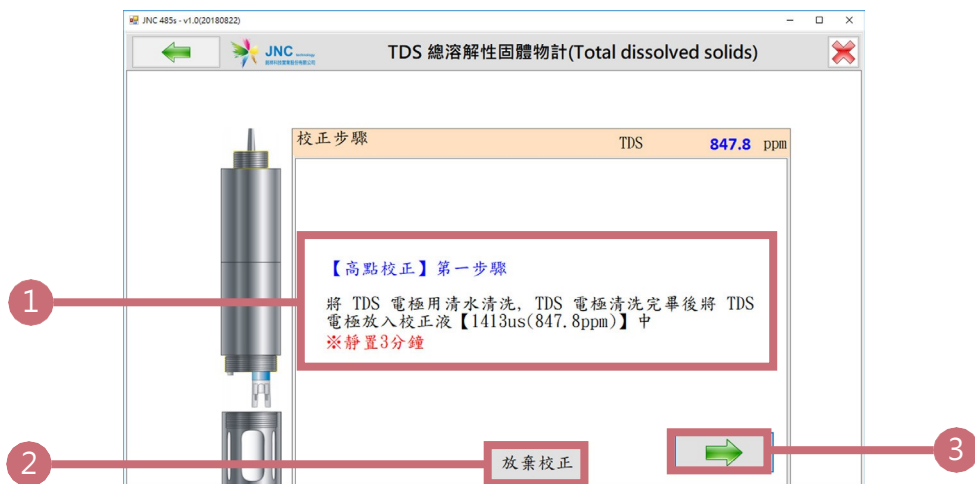 JNC 485s - v1.0(20180822)
JNC technology
TDS 總溶解性固體物計(Total dissolved solids)
校正步驟
TDS 847.8 ppm
【高點校正】第一步驟
將 TDS 電極用清水清洗, TDS 電極清洗完畢後將 TDS
電極放入校正液【1413us(847.8ppm)】中
※靜置3分鐘
1
放棄校正
2
3